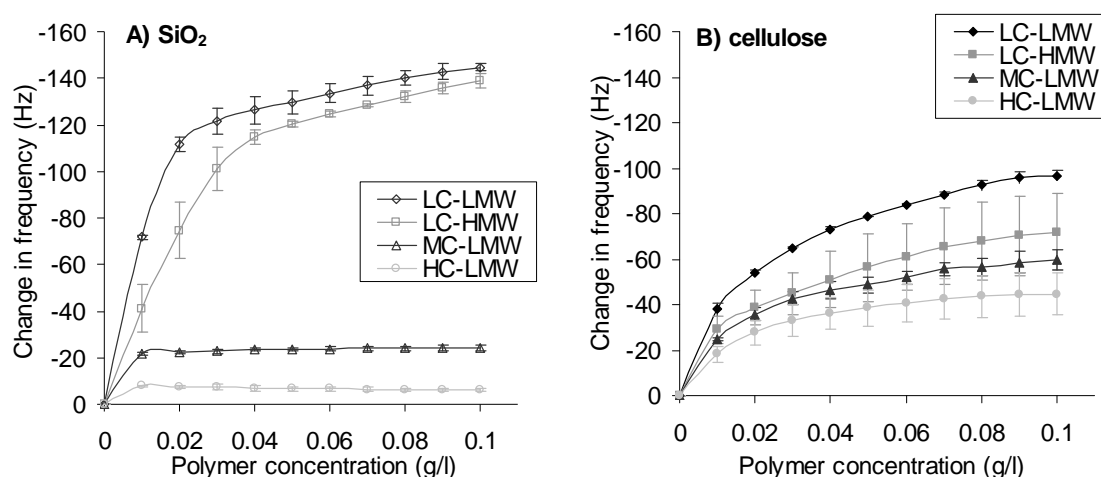 A) SiO₂
Change in frequency (Hz)
-160
-140
-120
-100
-80
-60
-40
-20
0
0 0.02 0.04 0.06 0.08 0.1
Polymer concentration (g/l)
LC-LMW
LC-HMW
MC-LMW
HC-LMW
B) cellulose
Change in frequency (Hz)
-160
-140
-120
-100
-80
-60
-40
-20
0
0 0.02 0.04 0.06 0.08 0.1
Polymer concentration (g/l)
LC-LMW
LC-HMW
MC-LMW
HC-LMW